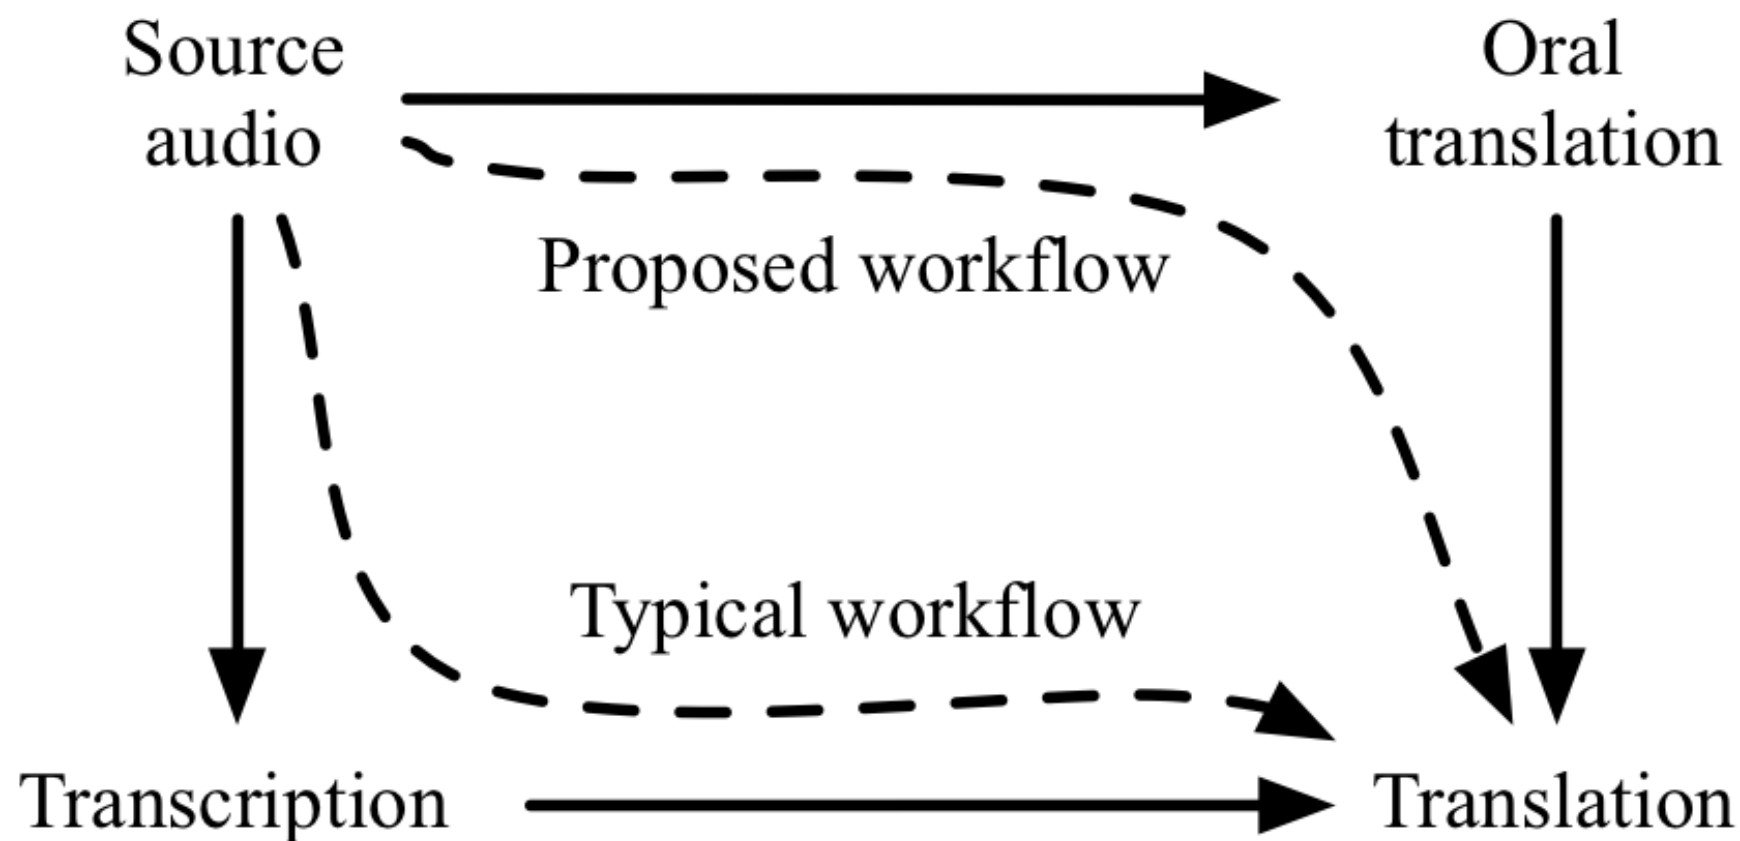 Source
audio
Oral
translation
Proposed workflow
Typical workflow
Transcription
Translation